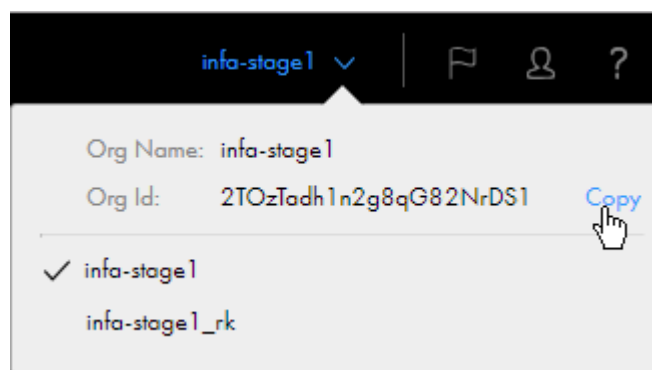 infa-stage1
?
Org Name: infa-stage1
Org Id: 2TOzTadh1n2g8qG82NrDS1 Copy
infa-stage1
infa-stage1_rk